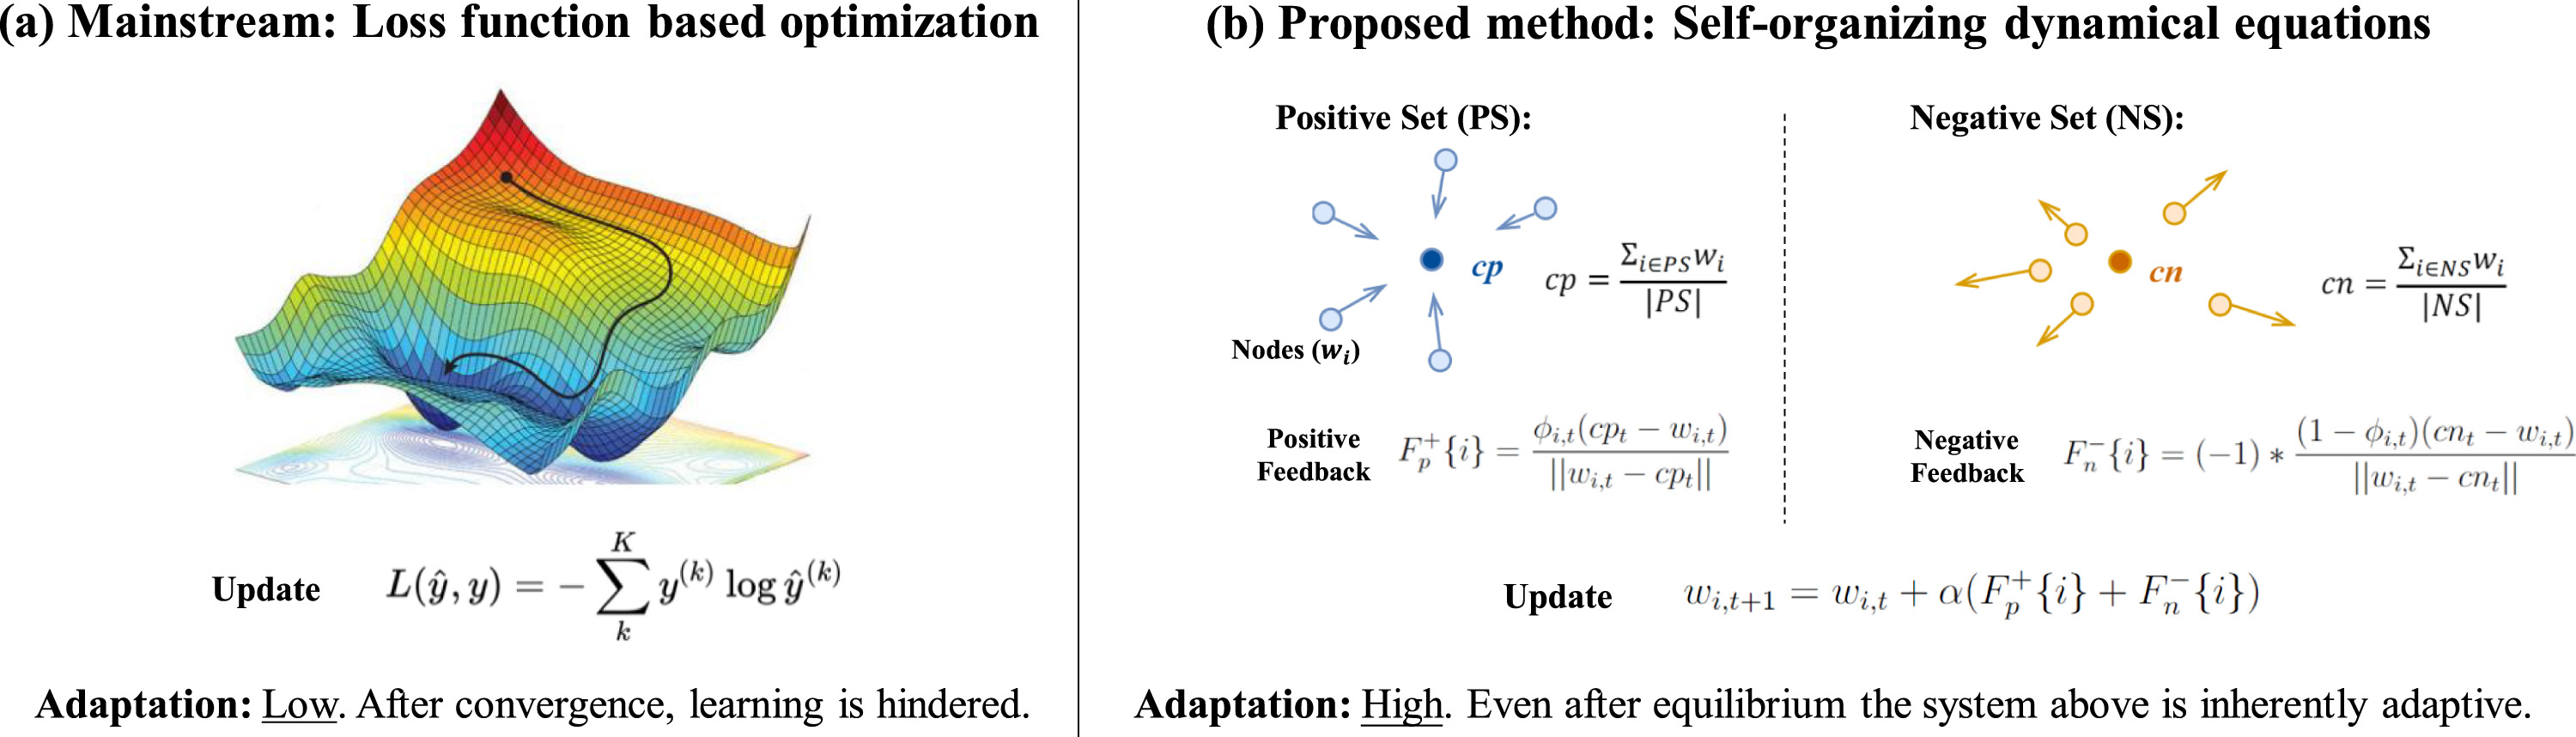 (a) Mainstream: Loss function based optimization
Update L(ŷ, y) = − ∑_k^K y^(k) log ŷ^(k)
Adaptation: Low. After convergence, learning is hindered.
(b) Proposed method: Self-organizing dynamical equations
Positive Set (PS):
cp
cp = Σ_{i∈PS} w_i / |PS|
Nodes (w_i)
Positive Feedback F_p^+{i} = ϕ_{i,t}(cp_t − w_{i,t}) / ||w_{i,t} − cp_t||
Negative Set (NS):
cn
cn = Σ_{i∈NS} w_i / |NS|
Negative Feedback F_n^−{i} = (−1) * (1 − ϕ_{i,t})(cn_t − w_{i,t}) / ||w_{i,t} − cn_t||
Update w_{i,t+1} = w_{i,t} + α(F_p^+{i} + F_n^−{i})
Adaptation: High. Even after equilibrium the system above is inherently adaptive.